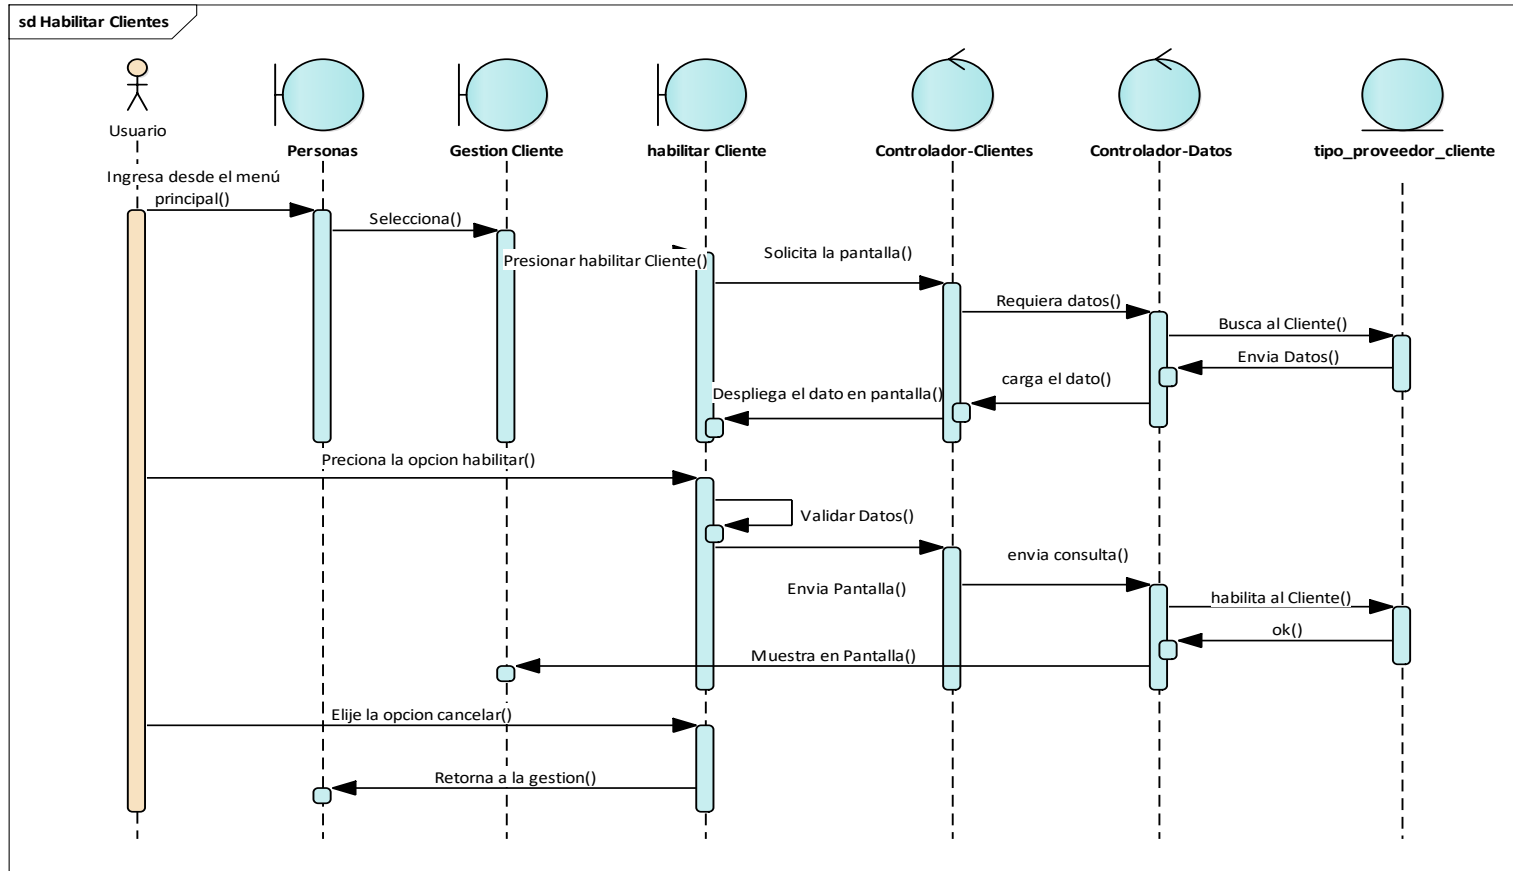 sd Habilitar Clientes
Usuario
Personas
Gestion Cliente
habilitar Cliente
Controlador-Clientes
Controlador-Datos
tipo_proveedor_cliente
Ingresa desde el menú
principal()
Selecciona()
Presionar habilitar Cliente()
Solicita la pantalla()
Requiera datos()
Busca al Cliente()
Envia Datos()
carga el dato()
Despliega el dato en pantalla()
Preciona la opcion habilitar()
Validar Datos()
envia consulta()
Envia Pantalla()
habilita al Cliente()
ok()
Muestra en Pantalla()
Elije la opcion cancelar()
Retorna a la gestion()